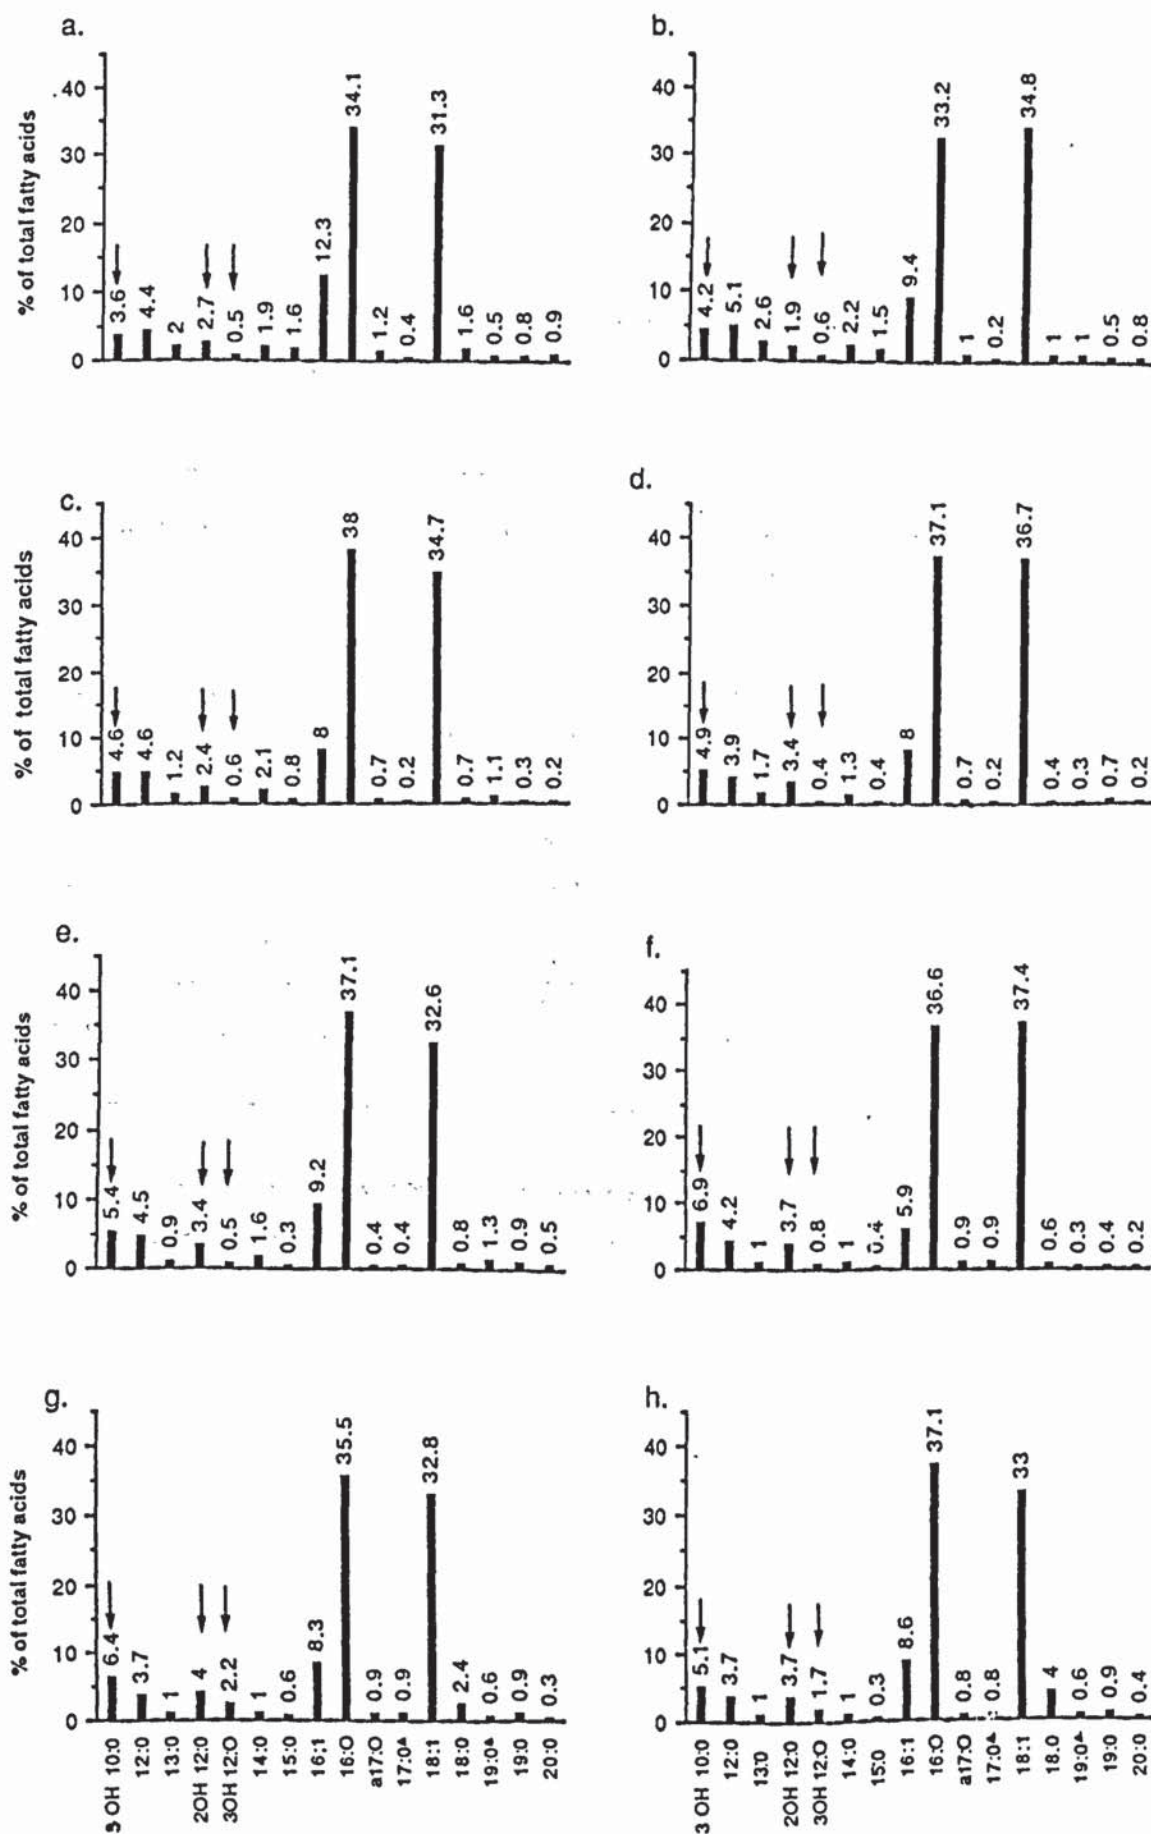 a.
% of total fatty acids
40
30
20
10
0
3.6 4.4 2 2.7 0.5 1.9 1.6 12.3 34.1 1.2 0.4 31.3 1.6 0.5 0.8 0.9
b.
40
30
20
10
0
4.2 5.1 2.6 1.9 0.6 2.2 1.5 9.4 33.2 1 0.2 34.8 1 1 0.5 0.8
c.
% of total fatty acids
40
30
20
10
0
4.6 4.6 1.2 2.4 0.6 2.1 0.8 8 38 0.7 0.2 34.7 0.7 1.1 0.3 0.2
d.
40
30
20
10
0
4.9 3.9 1.7 3.4 0.4 1.3 0.4 8 37.1 0.7 0.2 36.7 0.4 0.3 0.7 0.2
e.
% of total fatty acids
40
30
20
10
0
5.4 4.5 0.9 3.4 0.5 1.6 0.3 9.2 37.1 0.4 0.4 32.6 0.8 1.3 0.9 0.5
f.
40
30
20
10
0
6.9 4.2 1 3.7 0.8 1 0.4 5.9 36.6 0.9 0.9 37.4 0.6 0.3 0.4 0.2
g.
% of total fatty acids
40
30
20
10
0
6.4 3.7 1 4 2.2 1 0.6 8.3 35.5 0.9 0.9 32.8 2.4 0.6 0.9 0.3
3 OH 10:0
12:0
13:0
2OH 12:0
3OH 12:O
14:0
15:0
16:1
16:O
a17:O
17:0▲
18:1
18:0
19:0▲
19:0
20:0
h.
40
30
20
10
0
5.1 3.7 1 3.7 1.7 1 0.3 8.6 37.1 0.8 0.8 33 4 0.6 0.9 0.4
3 OH 10:0
12:0
13:0
2OH 12:0
3OH 12:O
14:0
15:0
16:1
16:O
a17:O
17:0▲
18:1
18.0
19:0▲
19:0
20:0